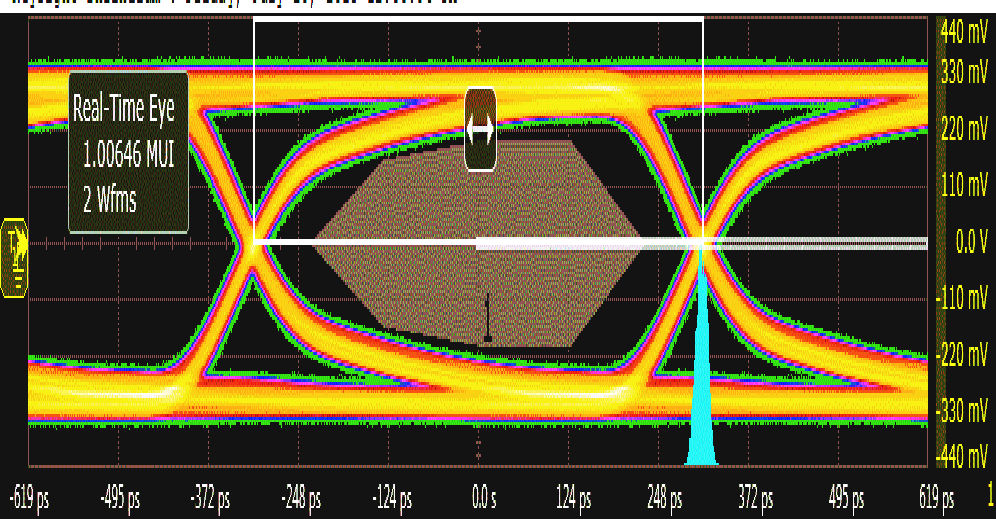 440 mV
330 mV
Real-Time Eye
220 mV
1.00646 MUI
110 mV
2 Wfms
0.0 V
-110 mV
-220 mV
-330 mV
-440 mV
-619 ps -495 ps -372 ps -248 ps -124 ps 0.0 s 124 ps 248 ps 372 ps 495 ps 619 ps 1